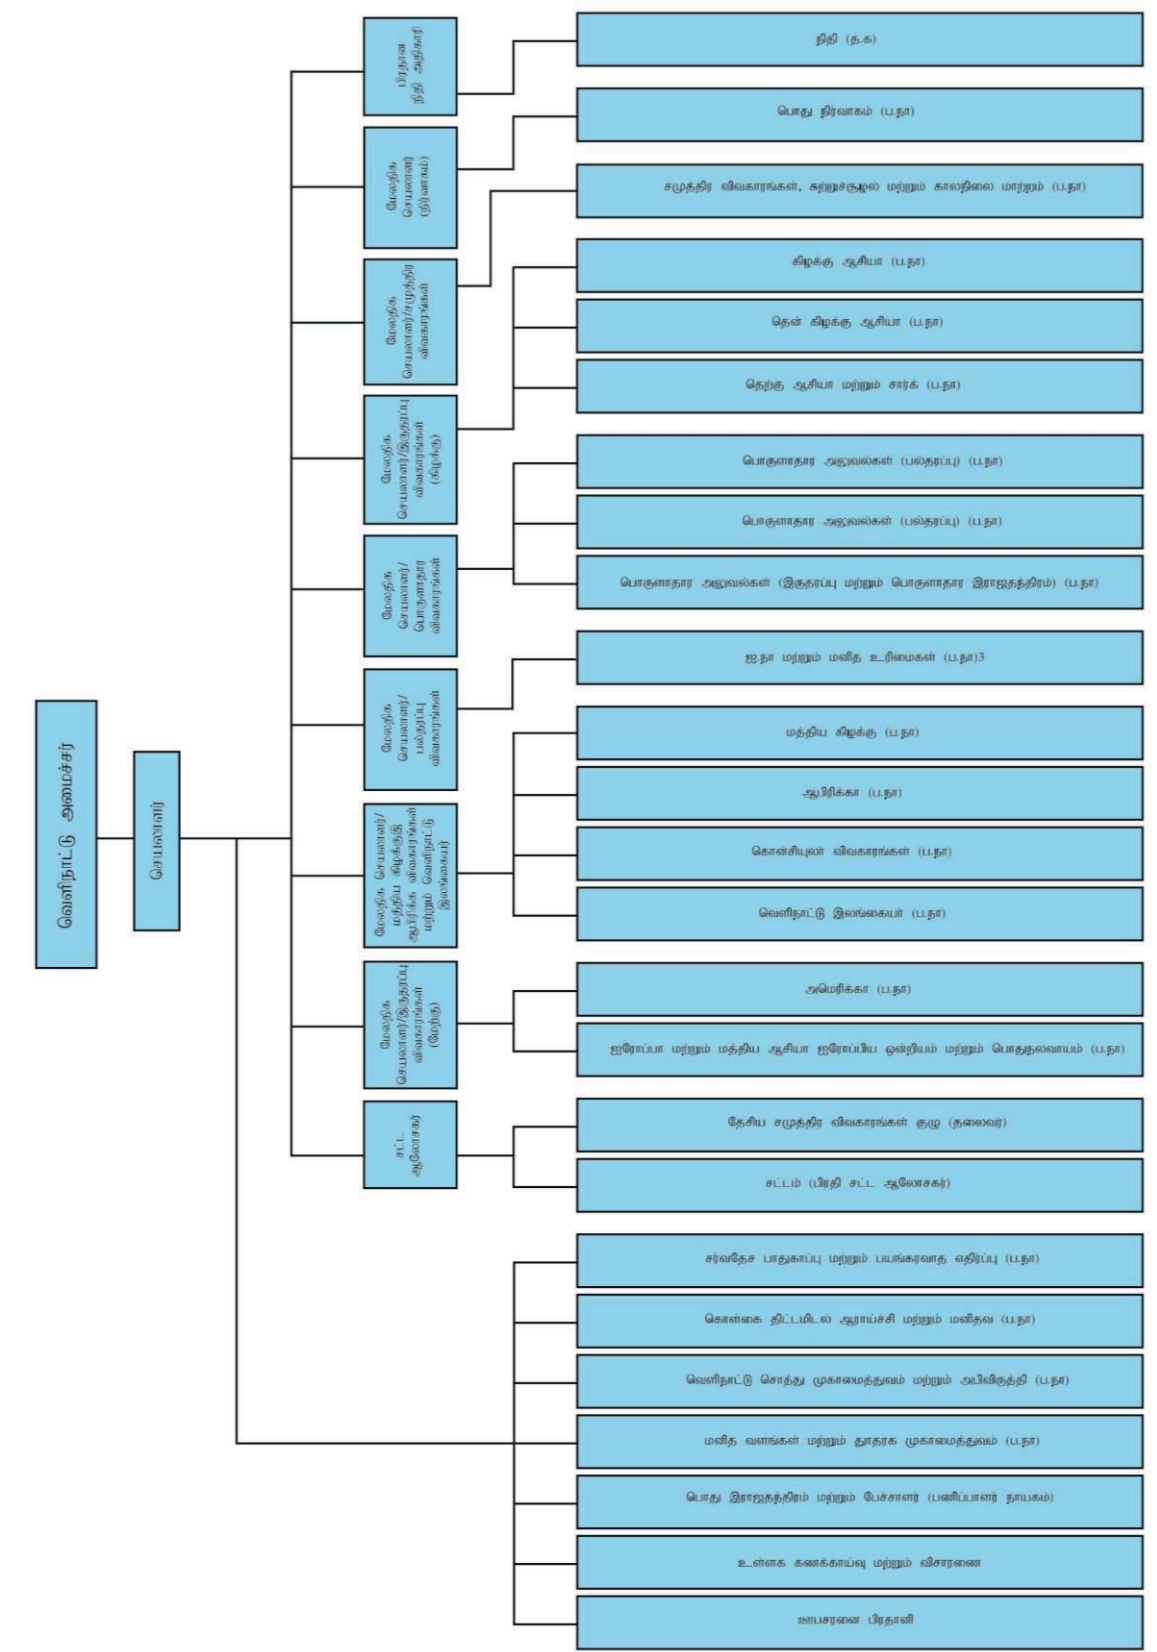 வெளிநாட்டு அமைச்சர்
செயலாளர்
பிரதான
நிதி அதிகாரி
நிதி (த.க)
மேலதிக
செயலாளர்
(நிர்வாகம்)
பொது நிர்வாகம் (ப.நா)
மேலதிக
செயலாளர்/சமுத்திர
விவகாரங்கள்
சமுத்திர விவகாரங்கள், சுற்றுச்சூழல் மற்றும் காலநிலை மாற்றம் (ப.நா)
மேலதிக
செயலாளர்/இருதரப்பு
விவகாரங்கள்
(கிழக்கு)
கிழக்கு ஆசியா (ப.நா)
தென் கிழக்கு ஆசியா (ப.நா)
தெற்கு ஆசியா மற்றும் சார்க் (ப.நா)
மேலதிக
செயலாளர்/
பொருளாதார
விவகாரங்கள்
பொருளாதார அலுவல்கள் (பல்தரப்பு) (ப.நா)
பொருளாதார அலுவல்கள் (பல்தரப்பு) (ப.நா)
பொருளாதார அலுவல்கள் (இருதரப்பு மற்றும் பொருளாதார இராஜதத்திரம்) (ப.நா)
மேலதிக
செயலாளர்/
பல்தரப்பு
விவகாரங்கள்
ஐ.நா மற்றும் மனித உரிமைகள் (ப.நா)3
மேலதிக செயலாளர்/
மத்திய கிழக்குஇ
ஆபிரிக்க விவகாரங்கள்
மற்றும் வெளிநாட்டு
இலங்கையர்
மத்திய கிழக்கு (ப.நா)
ஆபிரிக்கா (ப.நா)
கொன்சியுலர் விவகாரங்கள் (ப.நா)
வெளிநாட்டு இலங்கையர் (ப.நா)
மேலதிக
செயலாளர்/இருதரப்பு
விவகாரங்கள்
(மேற்கு)
அமெரிக்கா (ப.நா)
ஐரோப்பா மற்றும் மத்திய ஆசியா ஐரோப்பிய ஒன்றியம் மற்றும் பொதுநலவாயம் (ப.நா)
சட்ட
ஆலோசகர்
தேசிய சமுத்திர விவகாரங்கள் குழு (தலைவர்)
சட்டம் (பிரதி சட்ட ஆலோசகர்)
சர்வதேச பாதுகாப்பு மற்றும் பயங்கரவாத எதிர்ப்பு (ப.நா)
கொள்கை திட்டமிடல் ஆராய்ச்சி மற்றும் மனிதவ (ப.நா)
வெளிநாட்டு சொத்து முகாமைத்துவம் மற்றும் அபிவிருத்தி (ப.நா)
மனித வளங்கள் மற்றும் தூதரக முகாமைத்துவம் (ப.நா)
பொது இராஜதந்திரம் மற்றும் பேச்சாளர் (பணிப்பாளர் நாயகம்)
உள்ளக கணக்காய்வு மற்றும் விசாரணை
ஊபசரனை பிரதானி